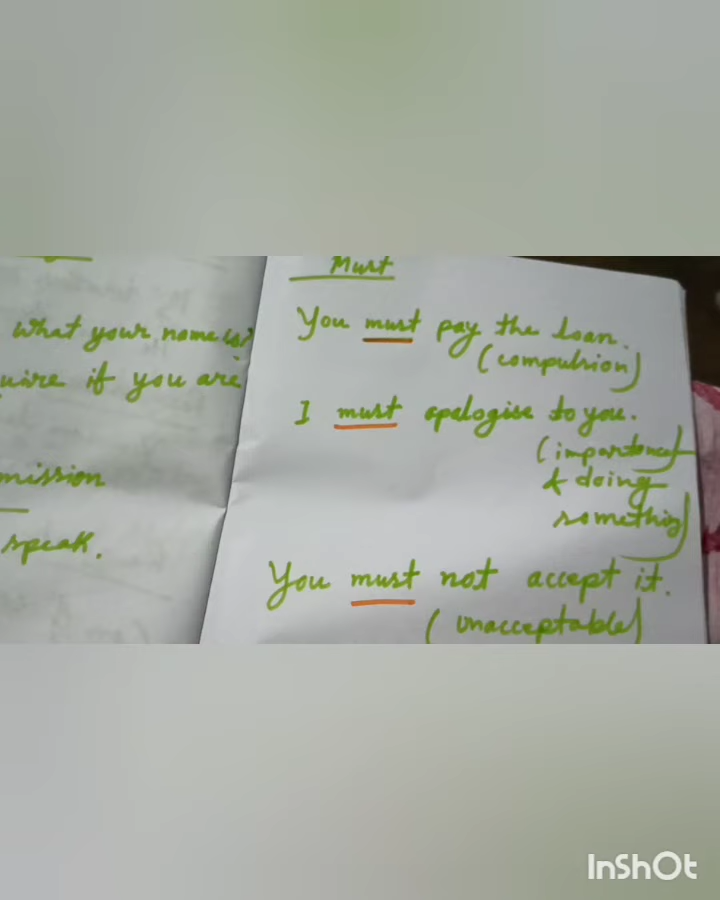 what your name is?
if you are
mission
speak.
Must
You must pay the loan.
(compulsion)
I must apologise to you.
(importance
of doing
something)
You must not accept it.
(unacceptable)
InShOt